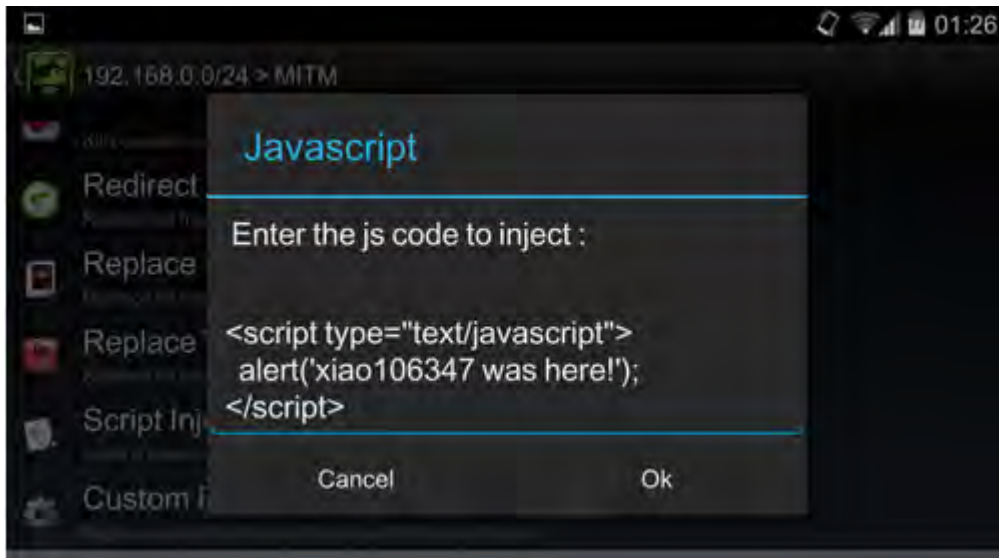 01:26
192.168.0.0/24 > MITM
Javascript
Redirect
Enter the js code to inject :
Replace
<script type="text/javascript">
Replace
alert('xiao106347 was here!');
</script>
Script Inj
Cancel
Ok
Custom